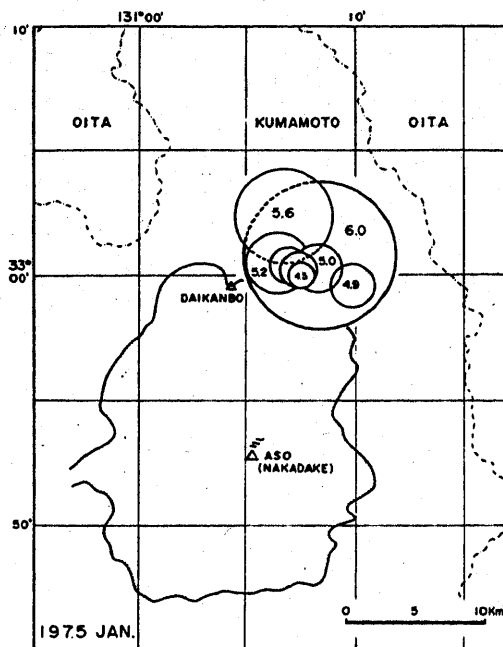 131°00' 10'
10'
OITA KUMAMOTO OITA
5.6
6.0
33°
00'
5.2 4.5 5.0
4.9
DAIKANBO
ASO
(NAKADAKE)
50'
0 5 10Km
1975 JAN.